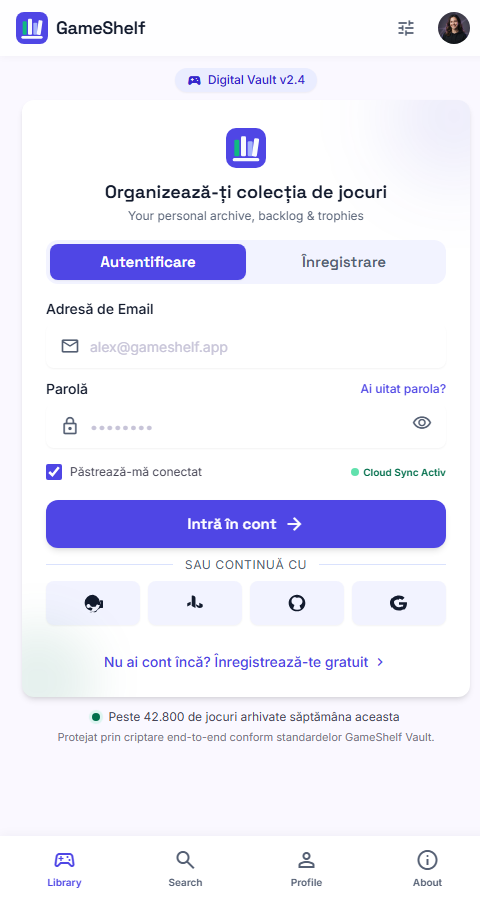 GameShelf
Digital Vault v2.4
Organizează-ți colecția de jocuri
Your personal archive, backlog & trophies
Autentificare
Înregistrare
Adresă de Email
alex@gameshelf.app
Parolă
Ai uitat parola?
Păstrează-mă conectat
Cloud Sync Activ
Intră în cont
SAU CONTINUĂ CU
Nu ai cont încă? Înregistrează-te gratuit
Peste 42.800 de jocuri arhivate săptămâna aceasta
Protejat prin criptare end-to-end conform standardelor GameShelf Vault.
Library
Search
Profile
About